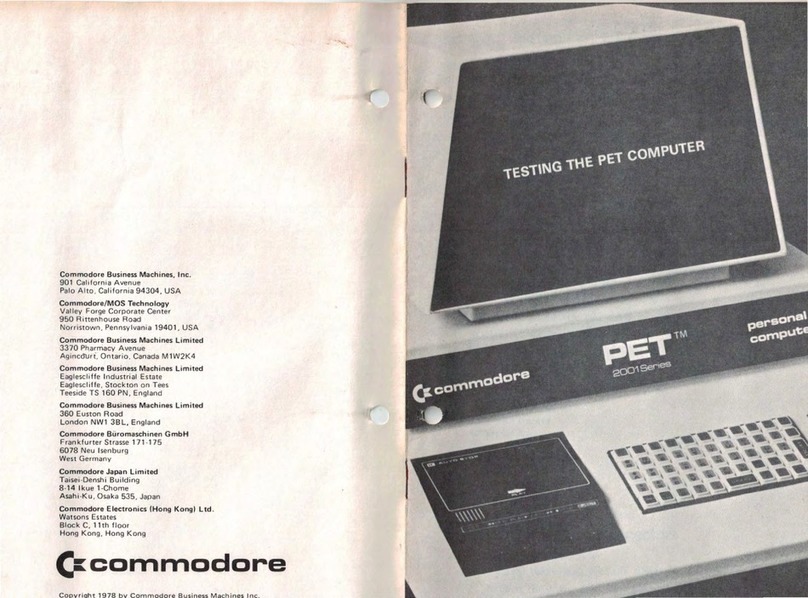 Commodore Business Machines, Inc.
901 California Avenue
Palo Alto, California 94304, USA
Commodore/MOS Technology
Valley Forge Corporate Center
950 Rittenhouse Road
Norristown, Pennsylvania 19401, USA
Commodore Business Machines Limited
3370 Pharmacy Avenue
Agincourt, Ontario, Canada M1W2K4
Commodore Business Machines Limited
Eaglescliffe Industrial Estate
Eaglescliffe, Stockton on Tees
Teeside TS 160 PN, England
Commodore Business Machines Limited
360 Euston Road
London NW1 3BL, England
Commodore Büromaschinen GmbH
Frankfurter Strasse 171-175
6078 Neu Isenburg
West Germany
Commodore Japan Limited
Taisei-Denshi Building
8-14 Ikue 1-Chome
Asahi-Ku, Osaka 535, Japan
Commodore Electronics (Hong Kong) Ltd.
Watsons Estates
Block C, 11th floor
Hong Kong, Hong Kong
commodore
Copyright 1978 by Commodore Business Machines Inc.
TESTING THE PET COMPUTER
commodore
PET™
2001 Series
personal
compute